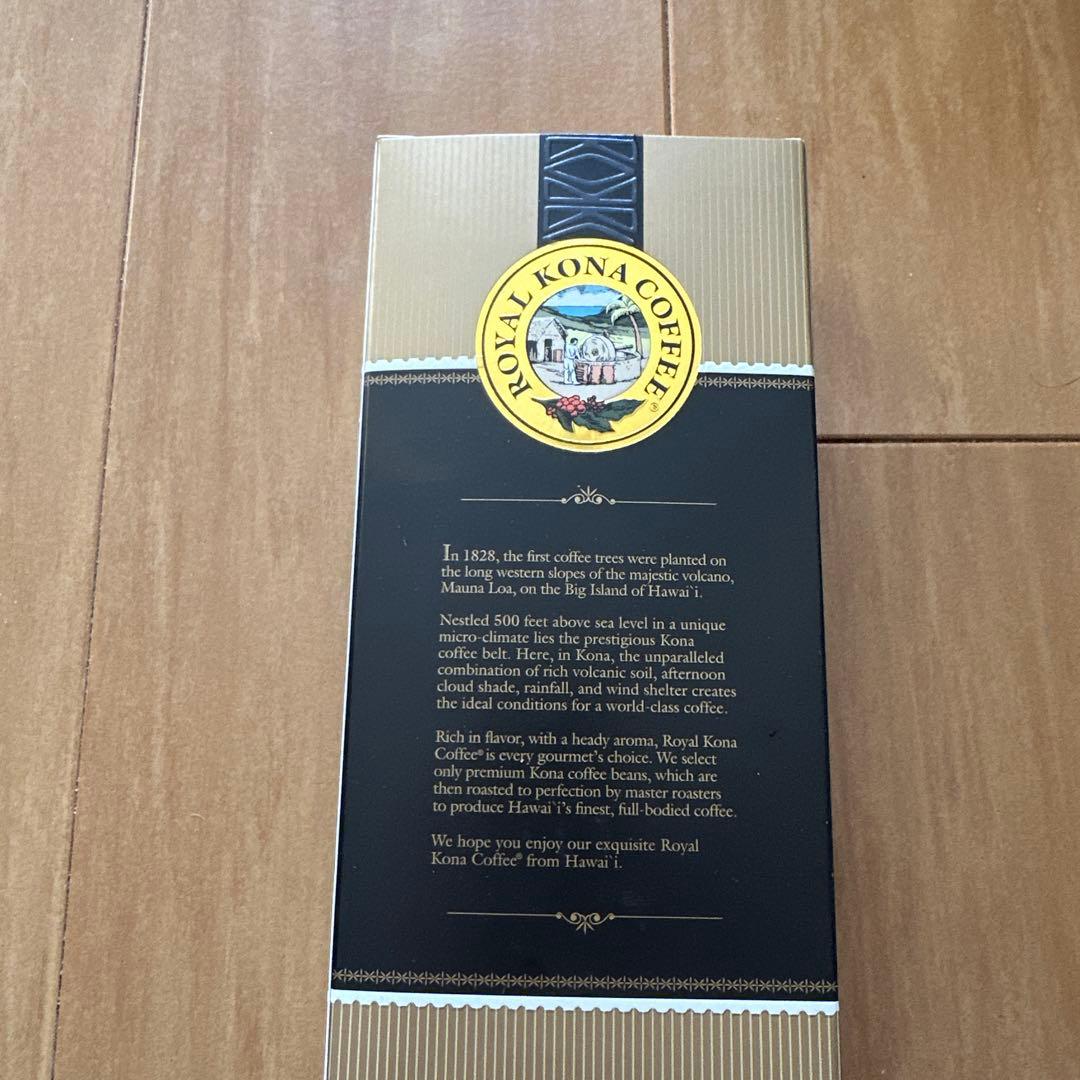 ROYAL KONA COFFEE®
In 1828, the first coffee trees were planted on
the long western slopes of the majestic volcano,
Mauna Loa, on the Big Island of Hawai`i.
Nestled 500 feet above sea level in a unique
micro-climate lies the prestigious Kona
coffee belt. Here, in Kona, the unparalleled
combination of rich volcanic soil, afternoon
cloud shade, rainfall, and wind shelter creates
the ideal conditions for a world-class coffee.
Rich in flavor, with a heady aroma, Royal Kona
Coffee® is every gourmet's choice. We select
only premium Kona coffee beans, which are
then roasted to perfection by master roasters
to produce Hawai`i's finest, full-bodied coffee.
We hope you enjoy our exquisite Royal
Kona Coffee® from Hawai`i.